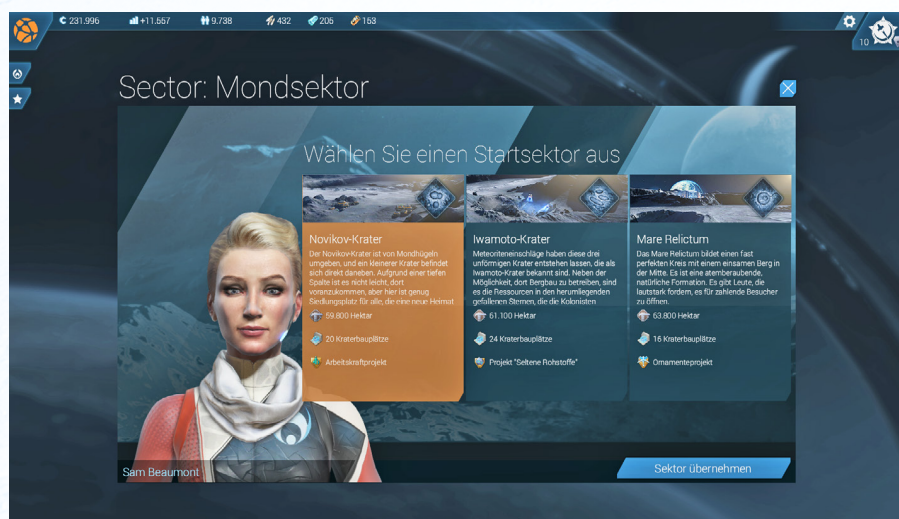 231.996
+11.557
9.738
432
205
153
10
Sector: Mondsektor
Wählen Sie einen Startsektor aus
Novikov-Krater
Der Novikov-Krater ist von Mondhügeln
umgeben, und ein kleinerer Krater befindet
sich direkt daneben. Aufgrund einer tiefen
Spalte ist es nicht leicht, dort
voranzukommen, aber hier ist genug
Siedlungsplatz für alle, die eine neue Heimat
59.800 Hektar
20 Kraterbauplätze
Arbeitskraftprojekt
Iwamoto-Krater
Meteoriteneinschläge haben diese drei
unförmigen Krater entstehen lassen, die als
Iwamoto-Krater bekannt sind. Neben der
Möglichkeit, dort Bergbau zu betreiben, sind
es die Ressourcen in den herumliegenden
gefallenen Sternen, die die Kolonisten
61.100 Hektar
24 Kraterbauplätze
Projekt "Seltene Rohstoffe"
Mare Relictum
Das Mare Relictum bildet einen fast
perfekten Kreis mit einem einsamen Berg in
der Mitte. Es ist eine atemberaubende,
natürliche Formation. Es gibt Leute, die
lautstark fordern, es für zahlende Besucher
zu öffnen.
63.800 Hektar
16 Kraterbauplätze
Ornamenteprojekt
Sam Beaumont
Sektor übernehmen